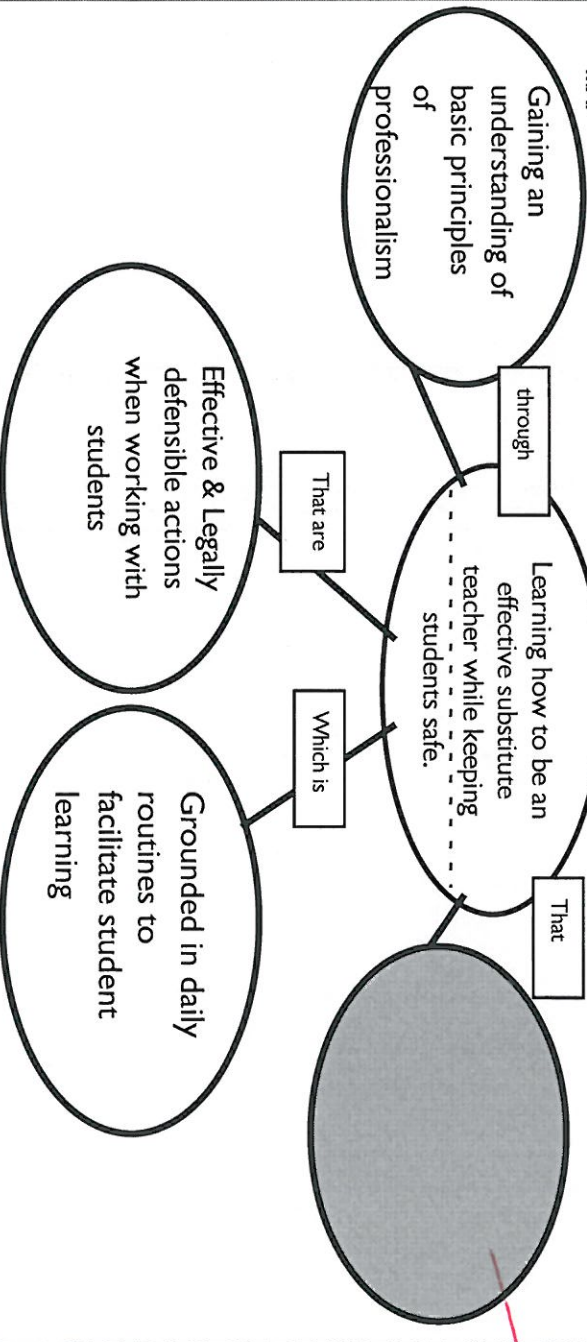 Gaining an
understanding of
basic principles
of
professionalism
through
Learning how to be an
effective substitute
teacher while keeping
students safe.
That
That are
Effective & Legally
defensible actions
when working with
students
Which is
Grounded in daily
routines to
facilitate student
learning